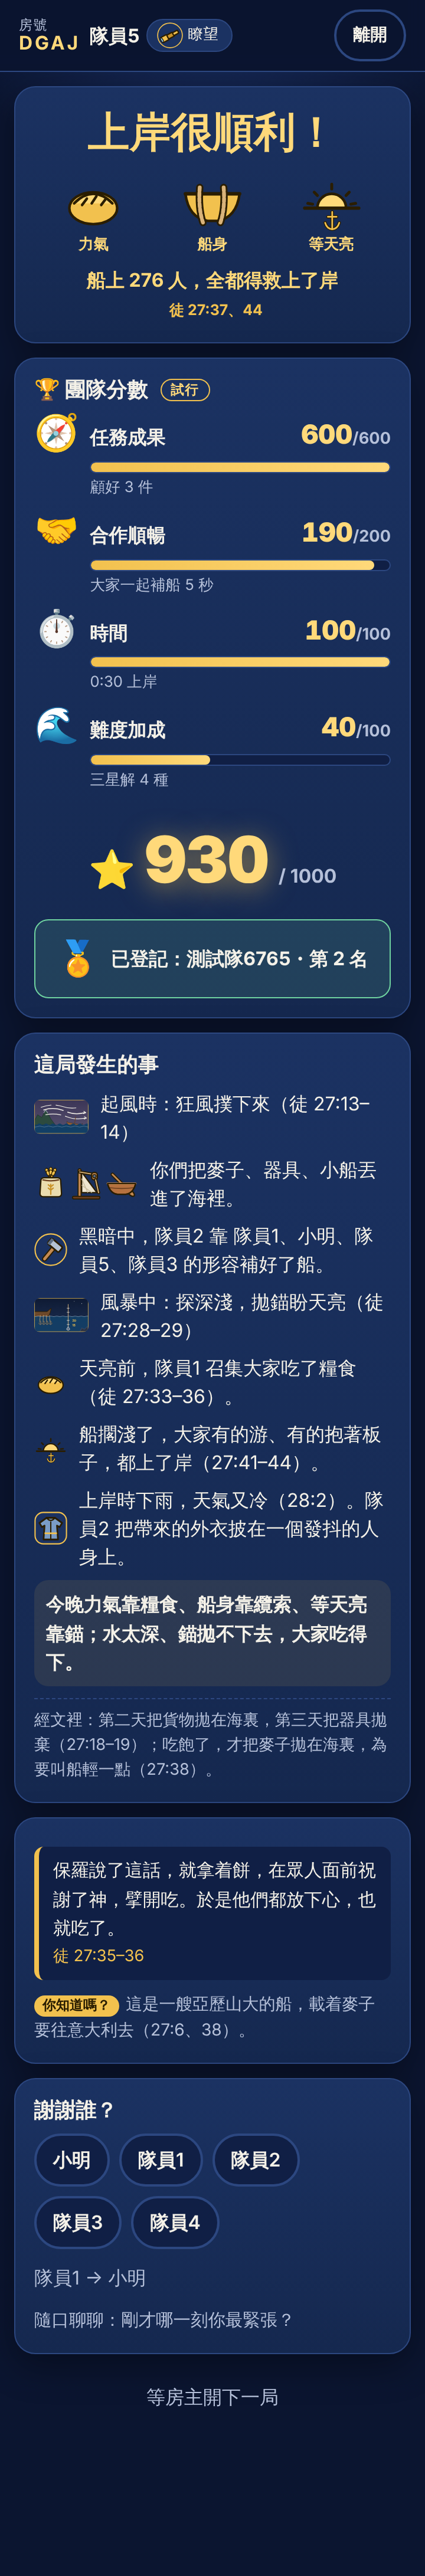 房號
DGAJ 隊員5 瞭望 離開
上岸很順利！
力氣 船身 等天亮
船上 276 人，全都得救上了岸
徒 27:37、44
團隊分數 試行
任務成果 600/600
顧好 3 件
合作順暢 190/200
大家一起補船 5 秒
時間 100/100
0:30 上岸
難度加成 40/100
三星解 4 種
930 / 1000
已登記：測試隊6765・第 2 名
這局發生的事
起風時：狂風撲下來（徒 27:13–
14）
你們把麥子、器具、小船丟
進了海裡。
黑暗中，隊員2 靠 隊員1、小明、隊
員5、隊員3 的形容補好了船。
風暴中：探深淺，拋錨盼天亮（徒
27:28–29）
天亮前，隊員1 召集大家吃了糧食
（徒 27:33–36）。
船擱淺了，大家有的游、有的抱著板
子，都上了岸（27:41–44）。
上岸時下雨，天氣又冷（28:2）。隊
員2 把帶來的外衣披在一個發抖的人
身上。
今晚力氣靠糧食、船身靠纜索、等天亮
靠錨；水太深、錨拋不下去，大家吃得
下。
經文裡：第二天把貨物拋在海裏，第三天把器具拋
棄（27:18–19）；吃飽了，才把麥子拋在海裏，為
要叫船輕一點（27:38）。
保羅說了這話，就拿着餅，在眾人面前祝
謝了神，擘開吃。於是他們都放下心，也
就吃了。
徒 27:35–36
你知道嗎？ 這是一艘亞歷山大的船，載着麥子
要往意大利去（27:6、38）。
謝謝誰？
小明 隊員1 隊員2
隊員3 隊員4
隊員1 → 小明
隨口聊聊：剛才哪一刻你最緊張？
等房主開下一局